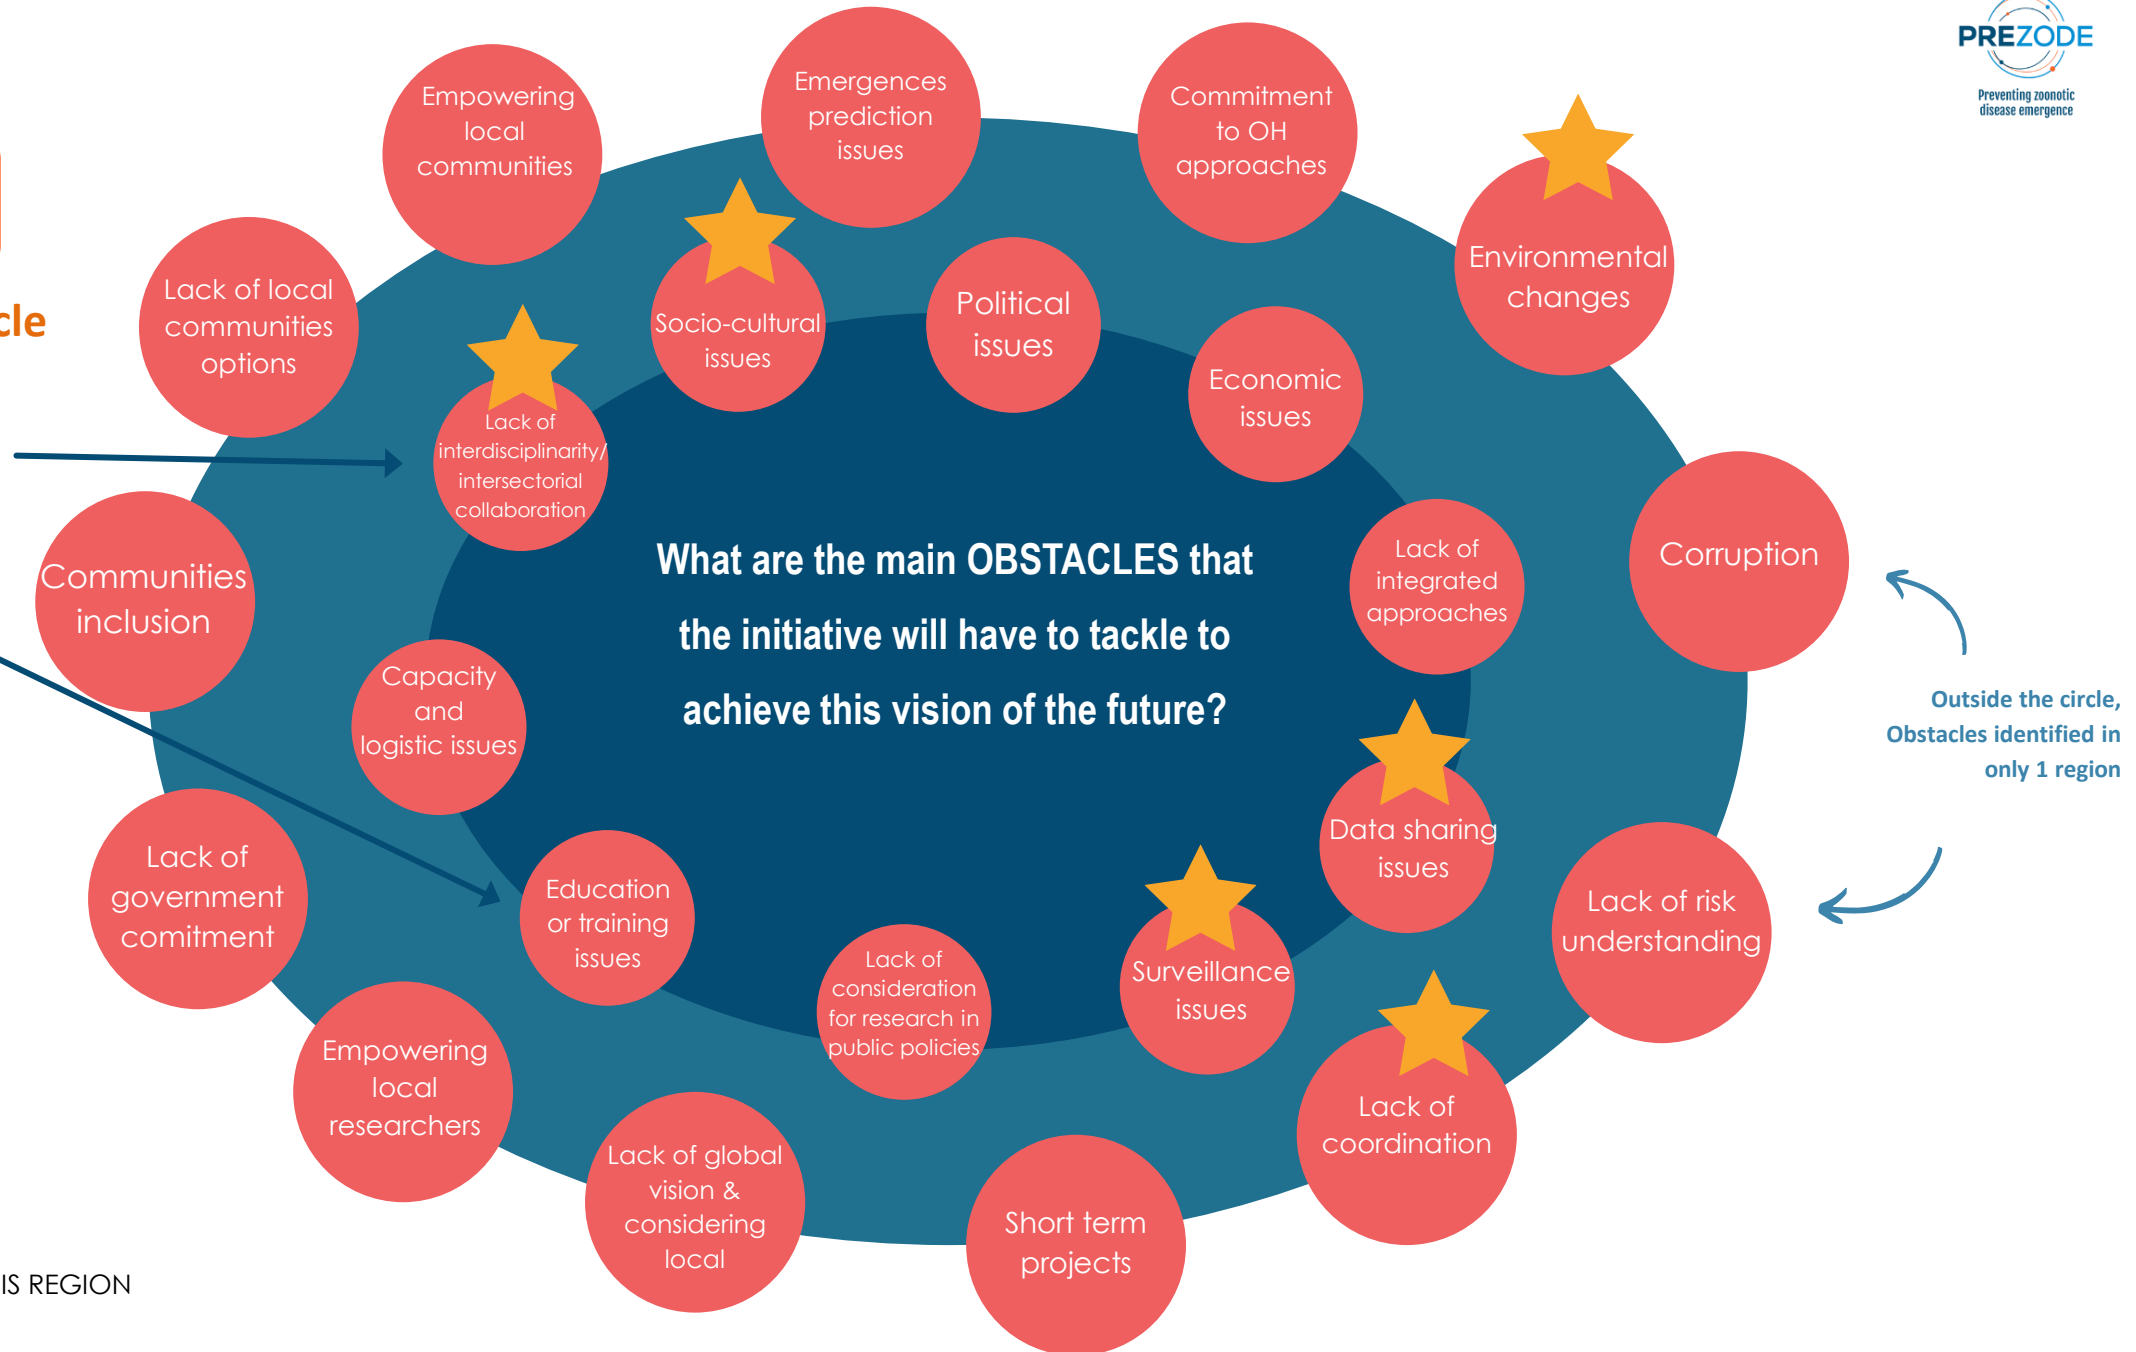 PREZODE
Preventing zoonotic
disease emergence
Emergences
prediction
issues
Empowering
local
communities
Commitment
to OH
approaches
Environmental
changes
Lack of local
communities
options
cle
Socio-cultural
issues
Political
issues
Economic
issues
Lack of
interdisciplinarity/
intersectorial
collaboration
What are the main OBSTACLES that
the initiative will have to tackle to
achieve this vision of the future?
Lack of
integrated
approaches
Corruption
Communities
inclusion
Capacity
and
logistic issues
Outside the circle,
Obstacles identified in
only 1 region
Data sharing
issues
Lack of
government
comitment
Education
or training
issues
Lack of risk
understanding
Lack of
consideration
for research in
public policies
Surveillance
issues
Empowering
local
researchers
Lack of
coordination
Lack of global
vision &
considering
local
Short term
projects
IS REGION